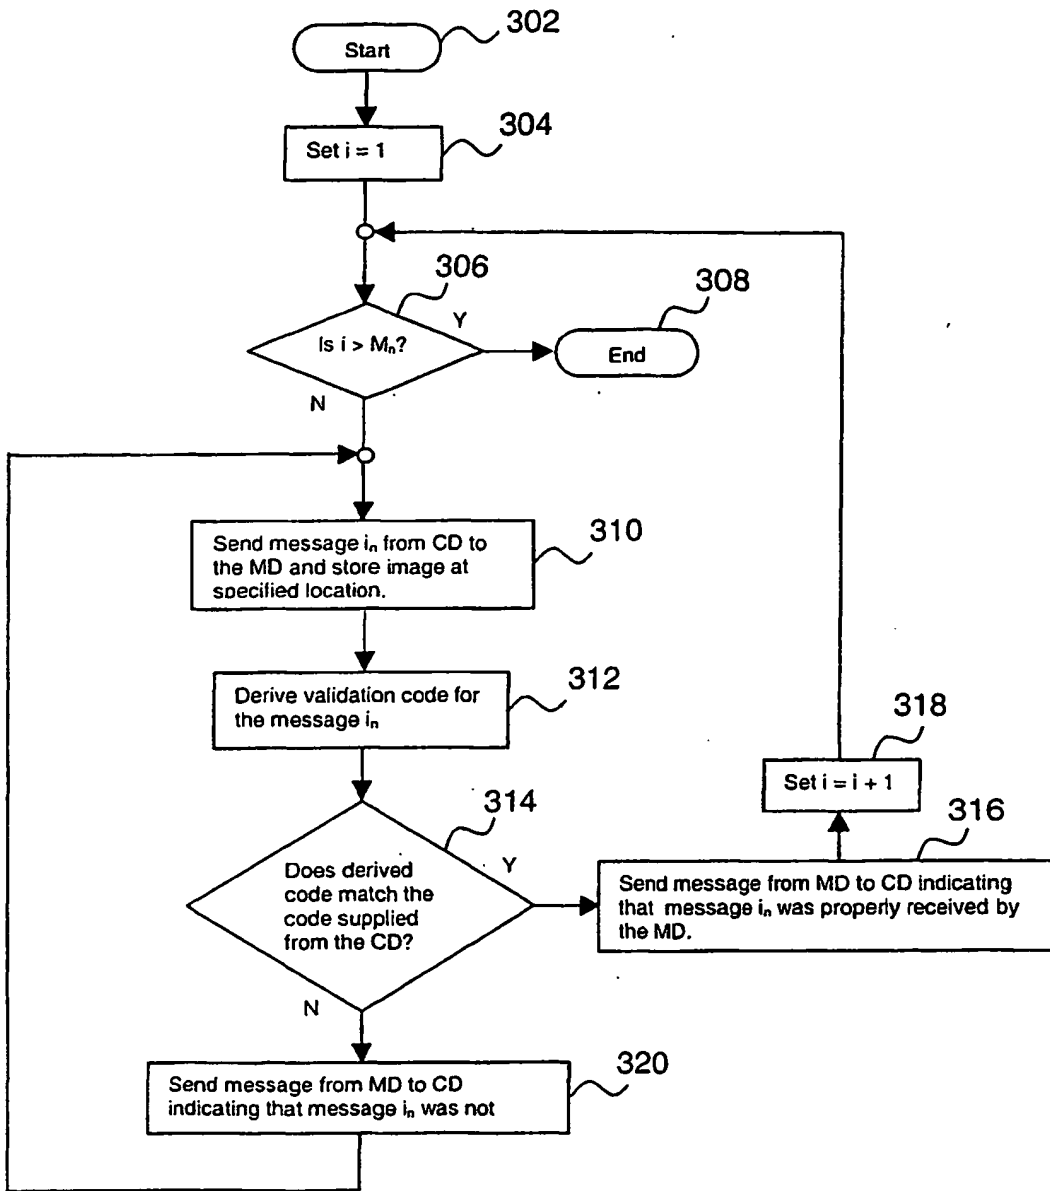 302
Start
304
Set i = 1
306
308
Is i > Mₙ?
Y
End
N
310
Send message iₙ from CD to
the MD and store image at
specified location.
312
Derive validation code for
the message iₙ
318
Set i = i + 1
314
316
Does derived
code match the
code supplied
from the CD?
Y
Send message from MD to CD indicating
that message iₙ was properly received by
the MD.
N
320
Send message from MD to CD
indicating that message iₙ was not